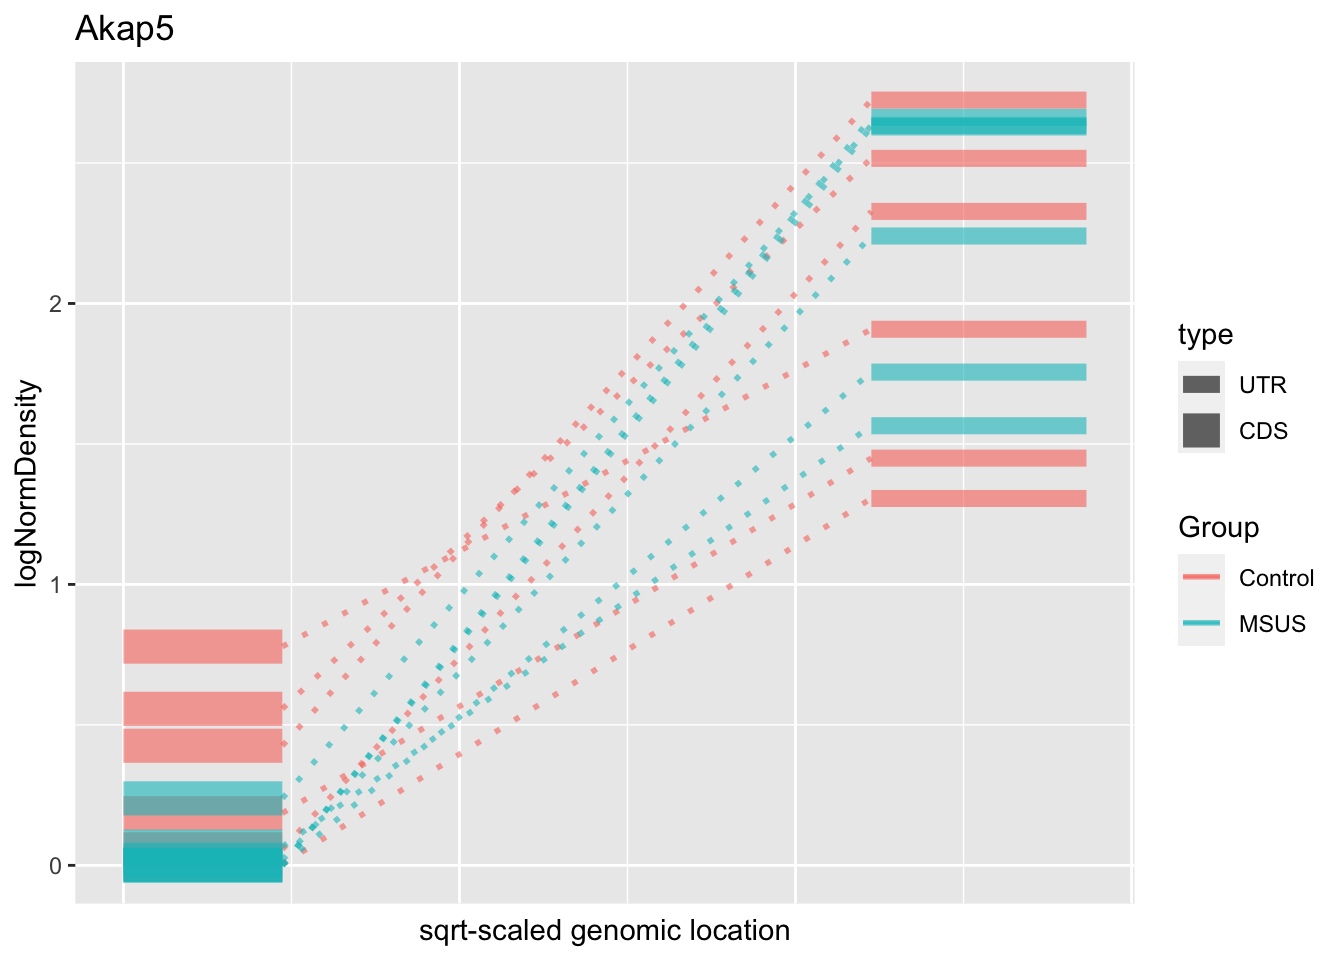 Akap5
logNormDensity
2
1
0
sqrt-scaled genomic location
type
UTR
CDS
Group
Control
MSUS